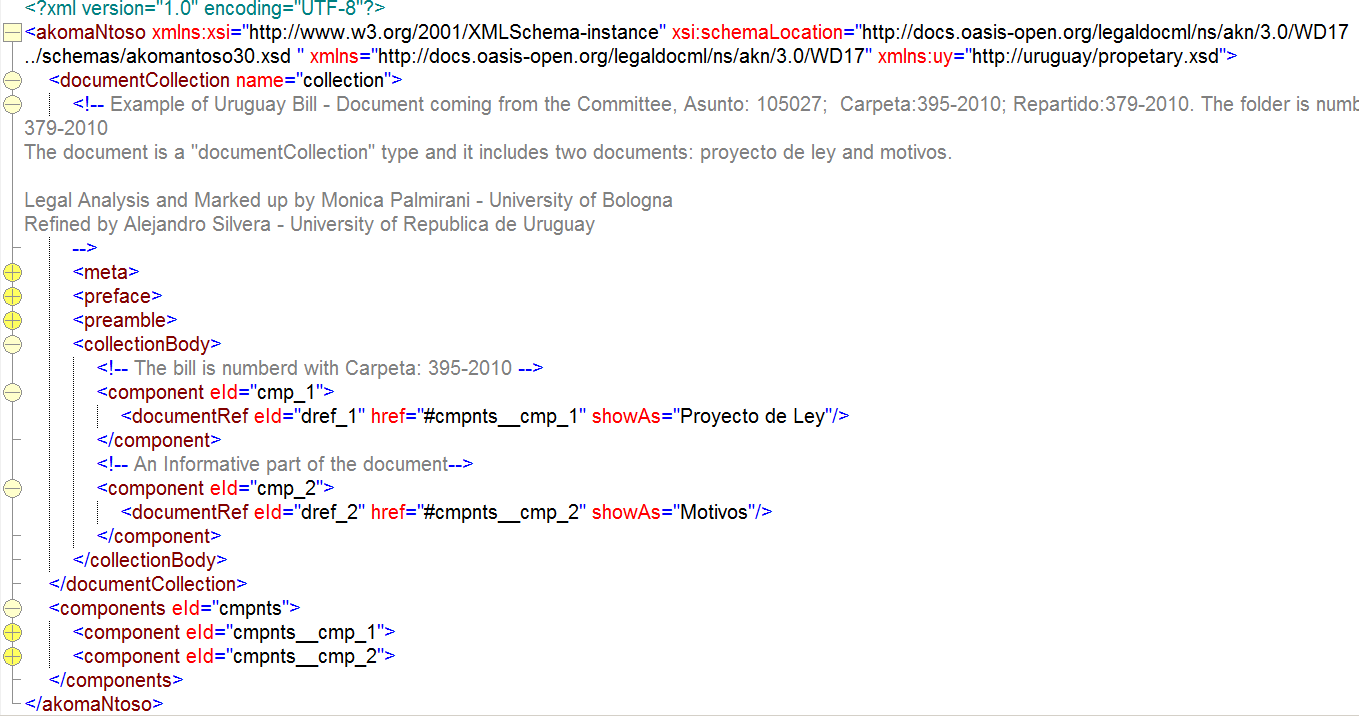 <?xml version="1.0" encoding="UTF-8"?>
<akomaNtoso xmlns:xsi="http://www.w3.org/2001/XMLSchema-instance" xsi:schemaLocation="http://docs.oasis-open.org/legaldocml/ns/akn/3.0/WD17
../schemas/akomantoso30.xsd " xmlns="http://docs.oasis-open.org/legaldocml/ns/akn/3.0/WD17" xmlns:uy="http://uruguay/propetary.xsd">
<documentCollection name="collection">
<!-- Example of Uruguay Bill - Document coming from the Committee, Asunto: 105027;  Carpeta:395-2010; Repartido:379-2010. The folder is numb
379-2010
The document is a "documentCollection" type and it includes two documents: proyecto de ley and motivos.
Legal Analysis and Marked up by Monica Palmirani - University of Bologna
Refined by Alejandro Silvera - University of Republica de Uruguay
-->
<meta>
<preface>
<preamble>
<collectionBody>
<!-- The bill is numberd with Carpeta: 395-2010 -->
<component eId="cmp_1">
<documentRef eId="dref_1" href="#cmpnts__cmp_1" showAs="Proyecto de Ley"/>
</component>
<!-- An Informative part of the document-->
<component eId="cmp_2">
<documentRef eId="dref_2" href="#cmpnts__cmp_2" showAs="Motivos"/>
</component>
</collectionBody>
</documentCollection>
<components eId="cmpnts">
<component eId="cmpnts__cmp_1">
<component eId="cmpnts__cmp_2">
</components>
</akomaNtoso>